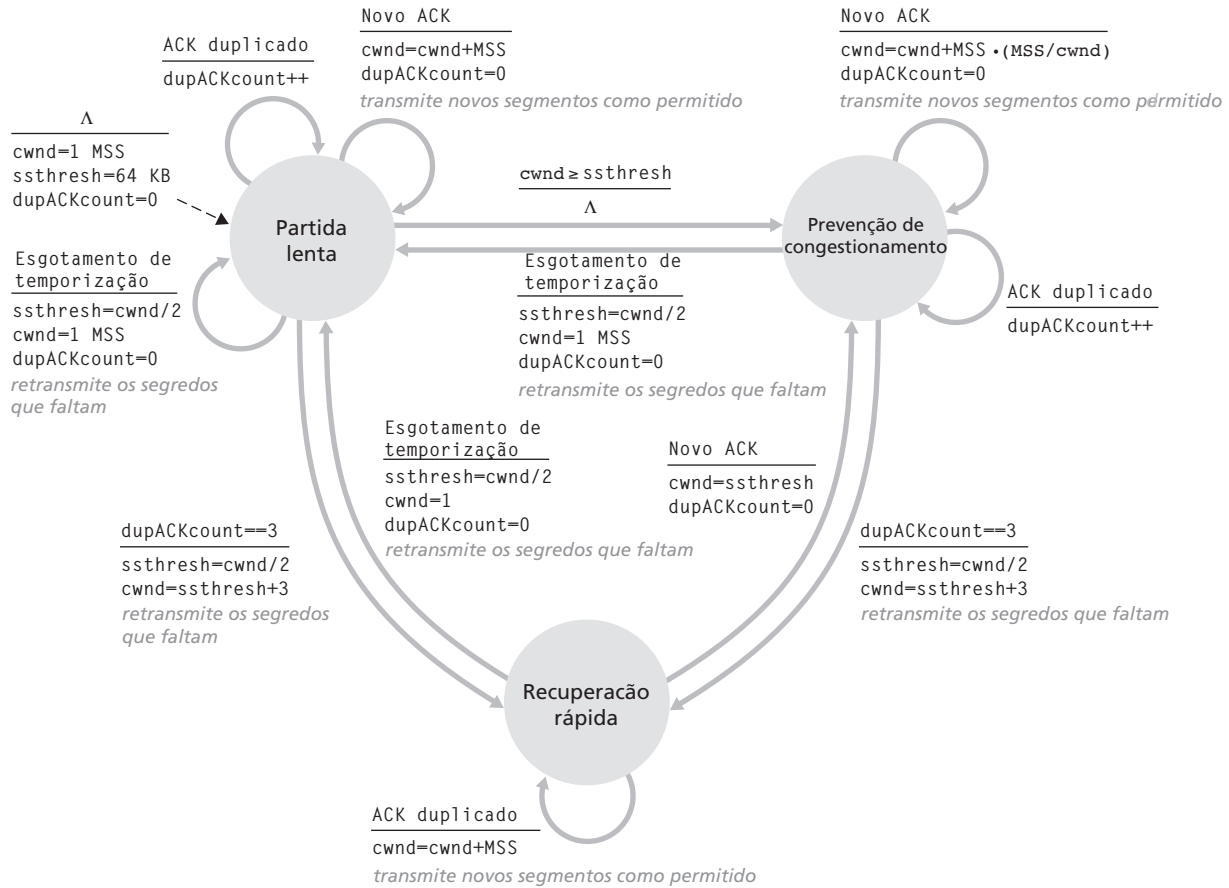 Novo ACK
cwnd=cwnd+MSS
dupACKcount=0
transmite novos segmentos como permitido
Novo ACK
cwnd=cwnd+MSS •(MSS/cwnd)
dupACKcount=0
transmite novos segmentos como permitido
ACK duplicado
dupACKcount++
Λ
cwnd=1 MSS
ssthresh=64 KB
dupACKcount=0
cwnd ≥ ssthresh
Λ
Partida
lenta
Prevenção de
congestionamento
Esgotamento de
temporização
ssthresh=cwnd/2
cwnd=1 MSS
dupACKcount=0
retransmite os segredos
que faltam
Esgotamento de
temporização
ssthresh=cwnd/2
cwnd=1 MSS
dupACKcount=0
retransmite os segredos que faltam
ACK duplicado
dupACKcount++
Esgotamento de
temporização
ssthresh=cwnd/2
cwnd=1
dupACKcount=0
retransmite os segredos que faltam
Novo ACK
cwnd=ssthresh
dupACKcount=0
dupACKcount==3
ssthresh=cwnd/2
cwnd=ssthresh+3
retransmite os segredos
que faltam
dupACKcount==3
ssthresh=cwnd/2
cwnd=ssthresh+3
retransmite os segredos que faltam
Recuperacão
rápida
ACK duplicado
cwnd=cwnd+MSS
transmite novos segmentos como permitido